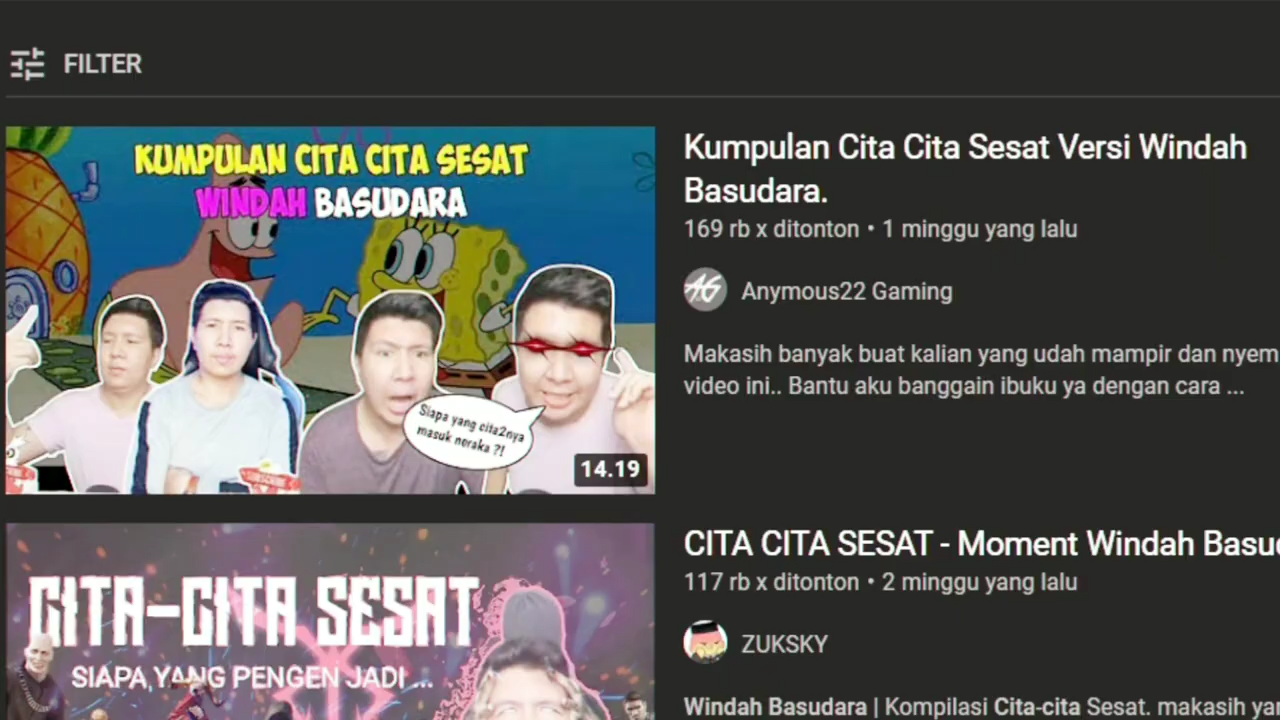 FILTER
KUMPULAN CITA CITA SESAT
WINDAH BASUDARA
Siapa yang cita2nya
masuk neraka ?!
14.19
Kumpulan Cita Cita Sesat Versi Windah
Basudara.
169 rb x ditonton • 1 minggu yang lalu
Anymous22 Gaming
Makasih banyak buat kalian yang udah mampir dan nyem
video ini.. Bantu aku banggain ibuku ya dengan cara ...
CITA-CITA SESAT
SIAPA YANG PENGEN JADI ...
CITA CITA SESAT - Moment Windah Basud
117 rb x ditonton • 2 minggu yang lalu
ZUKSKY
Windah Basudara | Kompilasi Cita-cita Sesat. makasih yan